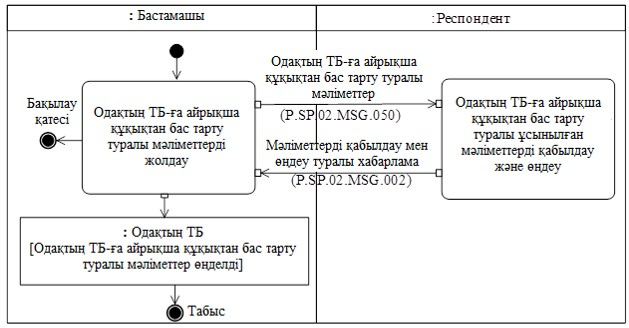 : Бастамашы
:Респондент
Одақтың ТБ-ға айрықша
құқықтан бас тарту туралы
мәліметтер
(P.SP.02.MSG.050)
Бақылау
қатесі
Одақтың ТБ-ға айрықша
құқықтан бас тарту
туралы мәліметтерді
жолдау
Одақтың ТБ-ға айрықша
құқықтан бас тарту
туралы ұсынылған
мәліметтерді қабылдау
және өңдеу
Мәліметтерді қабылдау мен
өңдеу туралы хабарлама
(P.SP.02.MSG.002)
: Одақтың ТБ
[Одақтың ТБ-ға айрықша құқықтан бас тарту
туралы мәліметтер өңделді]
Табыс